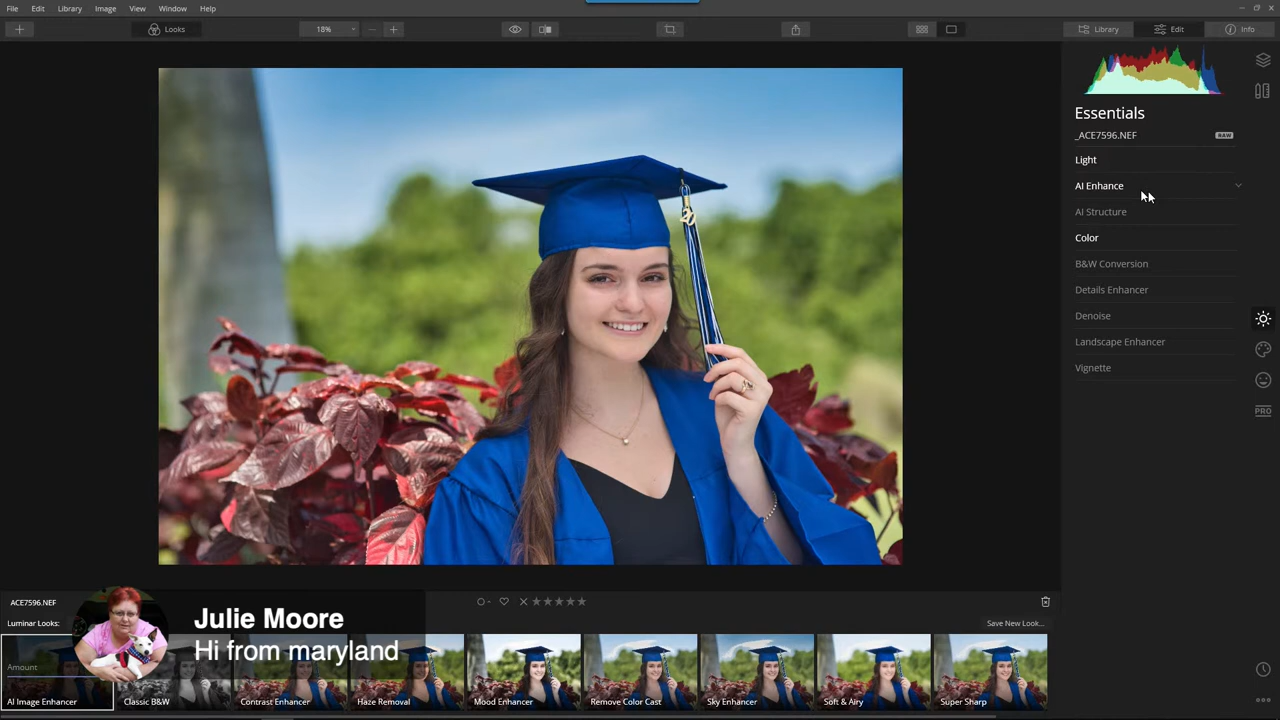 File Edit Library Image View Window Help
Looks 18% Library Edit Info
Essentials
_ACE7596.NEF RAW
Light
AI Enhance
AI Structure
Color
B&W Conversion
Details Enhancer
Denoise
Landscape Enhancer
Vignette
PRO
ACE7596.NEF
Luminar Looks: Save New Look...
Julie Moore
Hi from maryland
Amount
AI Image Enhancer Classic B&W Contrast Enhancer Haze Removal Mood Enhancer Remove Color Cast Sky Enhancer Soft & Airy Super Sharp